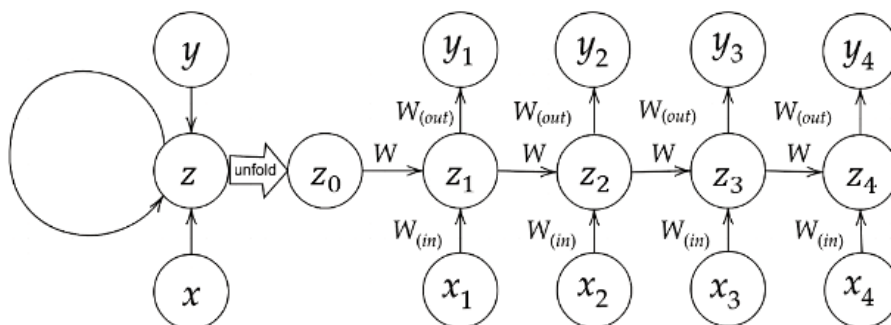 y y₁ y₂ y₃ y₄
W₍ₒᵤₜ₎ W₍ₒᵤₜ₎ W₍ₒᵤₜ₎ W₍ₒᵤₜ₎
z unfold z₀ W z₁ W z₂ W z₃ W z₄
W₍ᵢₙ₎ W₍ᵢₙ₎ W₍ᵢₙ₎ W₍ᵢₙ₎
x x₁ x₂ x₃ x₄